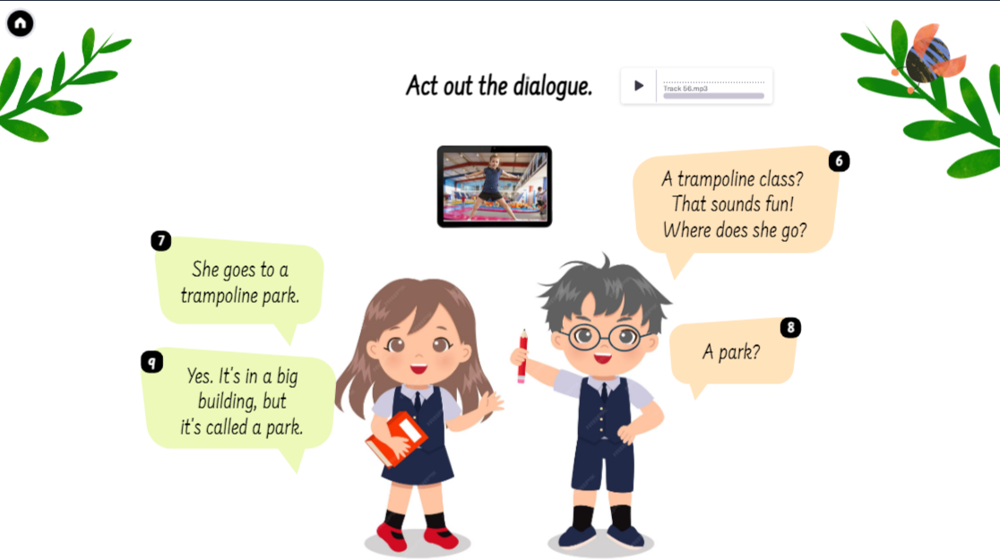 Act out the dialogue.
Track 56.mp3
6
A trampoline class?
That sounds fun!
Where does she go?
7
She goes to a
trampoline park.
8
A park?
9
Yes. It's in a big
building, but
it's called a park.